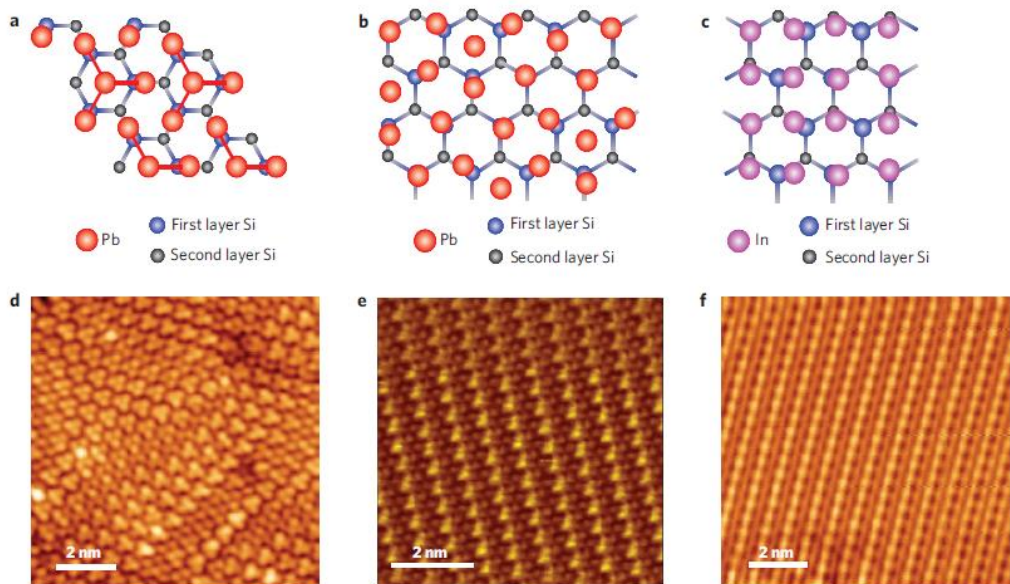 a
b
c
Pb
First layer Si
Second layer Si
Pb
First layer Si
Second layer Si
In
First layer Si
Second layer Si
d
e
f
2 nm
2 nm
2 nm